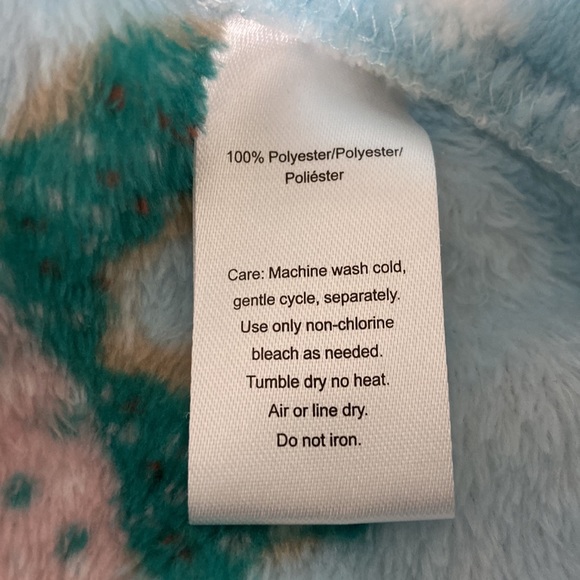 100% Polyester/Polyester/
Poliéster
Care: Machine wash cold,
gentle cycle, separately.
Use only non-chlorine
bleach as needed.
Tumble dry no heat.
Air or line dry.
Do not iron.